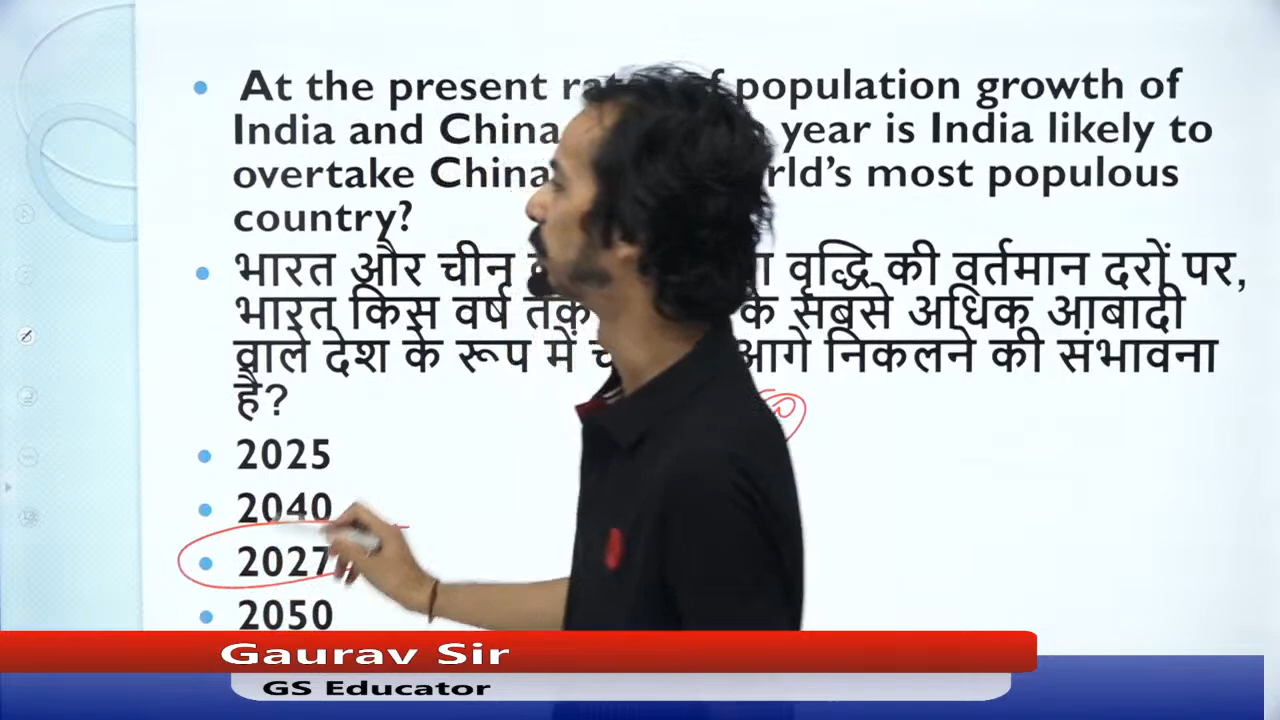 At the present of population growth of
India and China year is India likely to
overtake China most populous
country?
भारत और चीन वृद्धि की वर्तमान दरों पर,
भारत किस वर्ष तक के सबसे अधिक आबादी
वाले देश के रूप में आगे निकलने की संभावना
है?
2025
2040
2027
2050
Gaurav Sir
GS Educator